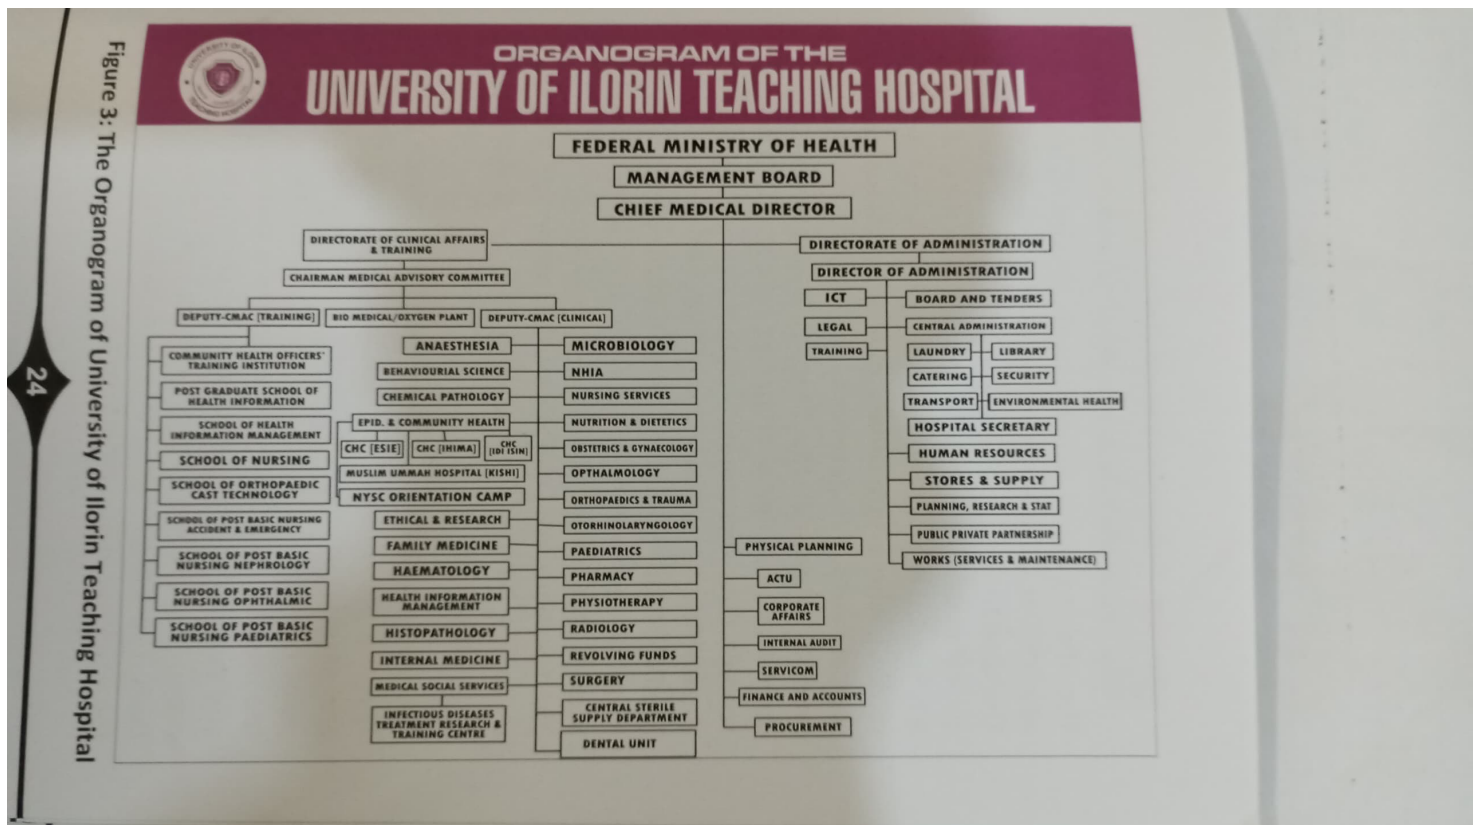 ORGANOGRAM OF THE
UNIVERSITY OF ILORIN TEACHING HOSPITAL
UNIVERSITY OF ILORIN
TEACHING HOSPITAL
FEDERAL MINISTRY OF HEALTH
MANAGEMENT BOARD
CHIEF MEDICAL DIRECTOR
DIRECTORATE OF CLINICAL AFFAIRS
& TRAINING
CHAIRMAN MEDICAL ADVISORY COMMITTEE
DEPUTY-CMAC [TRAINING]
BIO MEDICAL/OXYGEN PLANT
DEPUTY-CMAC [CLINICAL]
COMMUNITY HEALTH OFFICERS'
TRAINING INSTITUTION
POST GRADUATE SCHOOL OF
HEALTH INFORMATION
SCHOOL OF HEALTH
INFORMATION MANAGEMENT
SCHOOL OF NURSING
SCHOOL OF ORTHOPAEDIC
CAST TECHNOLOGY
SCHOOL OF POST BASIC NURSING
ACCIDENT & EMERGENCY
SCHOOL OF POST BASIC
NURSING NEPHROLOGY
SCHOOL OF POST BASIC
NURSING OPHTHALMIC
SCHOOL OF POST BASIC
NURSING PAEDIATRICS
ANAESTHESIA
BEHAVIOURIAL SCIENCE
CHEMICAL PATHOLOGY
EPID. & COMMUNITY HEALTH
CHC [ESIE]
CHC [IHIMA]
CHC
[IDI ISIN]
MUSLIM UMMAH HOSPITAL [KISHI]
NYSC ORIENTATION CAMP
ETHICAL & RESEARCH
FAMILY MEDICINE
HAEMATOLOGY
HEALTH INFORMATION
MANAGEMENT
HISTOPATHOLOGY
INTERNAL MEDICINE
MEDICAL SOCIAL SERVICES
INFECTIOUS DISEASES
TREATMENT RESEARCH &
TRAINING CENTRE
MICROBIOLOGY
NHIA
NURSING SERVICES
NUTRITION & DIETETICS
OBSTETRICS & GYNAECOLOGY
OPTHALMOLOGY
ORTHOPAEDICS & TRAUMA
OTORHINOLARYNGOLOGY
PAEDIATRICS
PHARMACY
PHYSIOTHERAPY
RADIOLOGY
REVOLVING FUNDS
SURGERY
CENTRAL STERILE
SUPPLY DEPARTMENT
DENTAL UNIT
PHYSICAL PLANNING
ACTU
CORPORATE
AFFAIRS
INTERNAL AUDIT
SERVICOM
FINANCE AND ACCOUNTS
PROCUREMENT
DIRECTORATE OF ADMINISTRATION
DIRECTOR OF ADMINISTRATION
ICT
LEGAL
TRAINING
BOARD AND TENDERS
CENTRAL ADMINISTRATION
LAUNDRY
LIBRARY
CATERING
SECURITY
TRANSPORT
ENVIRONMENTAL HEALTH
HOSPITAL SECRETARY
HUMAN RESOURCES
STORES & SUPPLY
PLANNING, RESEARCH & STAT
PUBLIC PRIVATE PARTNERSHIP
WORKS (SERVICES & MAINTENANCE)
Figure 3: The Organogram of University of Ilorin Teaching Hospital
24